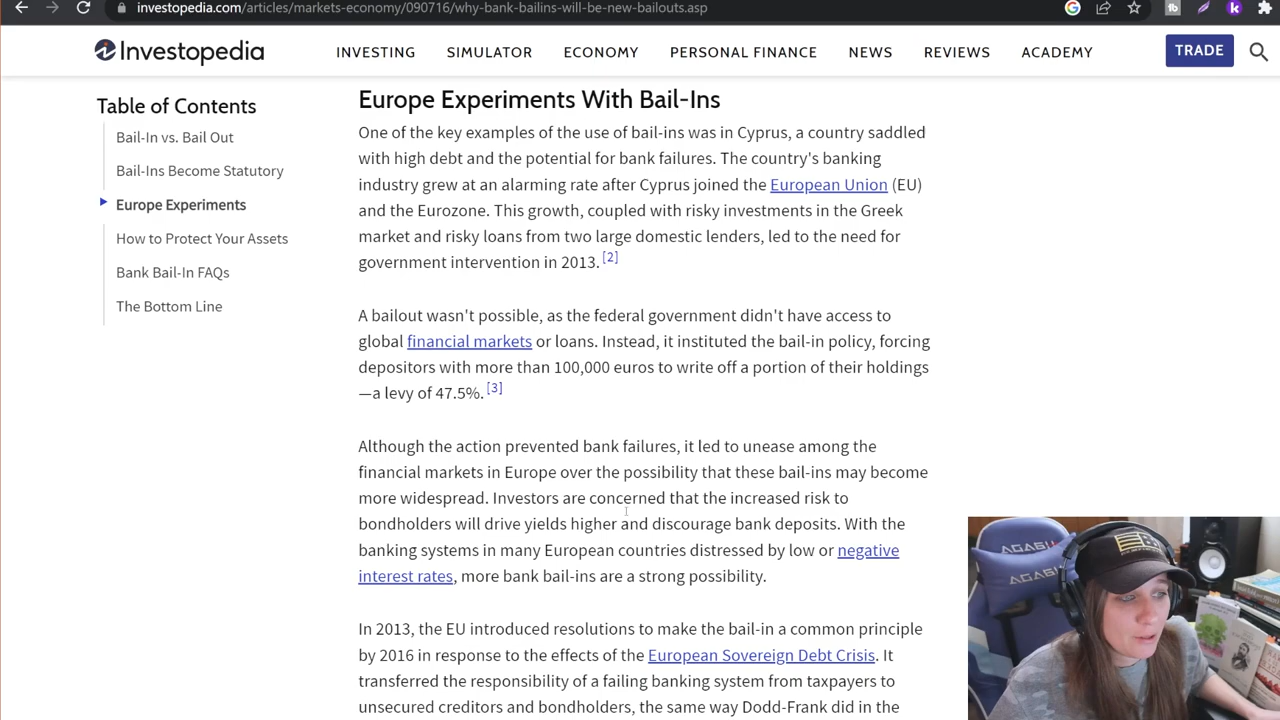 investopedia.com/articles/markets-economy/090716/why-bank-bailins-will-be-new-bailouts.asp
Investopedia
INVESTING SIMULATOR ECONOMY PERSONAL FINANCE NEWS REVIEWS ACADEMY TRADE
Table of Contents
Bail-In vs. Bail Out
Bail-Ins Become Statutory
Europe Experiments
How to Protect Your Assets
Bank Bail-In FAQs
The Bottom Line
Europe Experiments With Bail-Ins
One of the key examples of the use of bail-ins was in Cyprus, a country saddled
with high debt and the potential for bank failures. The country's banking
industry grew at an alarming rate after Cyprus joined the European Union (EU)
and the Eurozone. This growth, coupled with risky investments in the Greek
market and risky loans from two large domestic lenders, led to the need for
government intervention in 2013. [2]
A bailout wasn't possible, as the federal government didn't have access to
global financial markets or loans. Instead, it instituted the bail-in policy, forcing
depositors with more than 100,000 euros to write off a portion of their holdings
—a levy of 47.5%. [3]
Although the action prevented bank failures, it led to unease among the
financial markets in Europe over the possibility that these bail-ins may become
more widespread. Investors are concerned that the increased risk to
bondholders will drive yields higher and discourage bank deposits. With the
banking systems in many European countries distressed by low or negative
interest rates, more bank bail-ins are a strong possibility.
In 2013, the EU introduced resolutions to make the bail-in a common principle
by 2016 in response to the effects of the European Sovereign Debt Crisis. It
transferred the responsibility of a failing banking system from taxpayers to
unsecured creditors and bondholders, the same way Dodd-Frank did in the